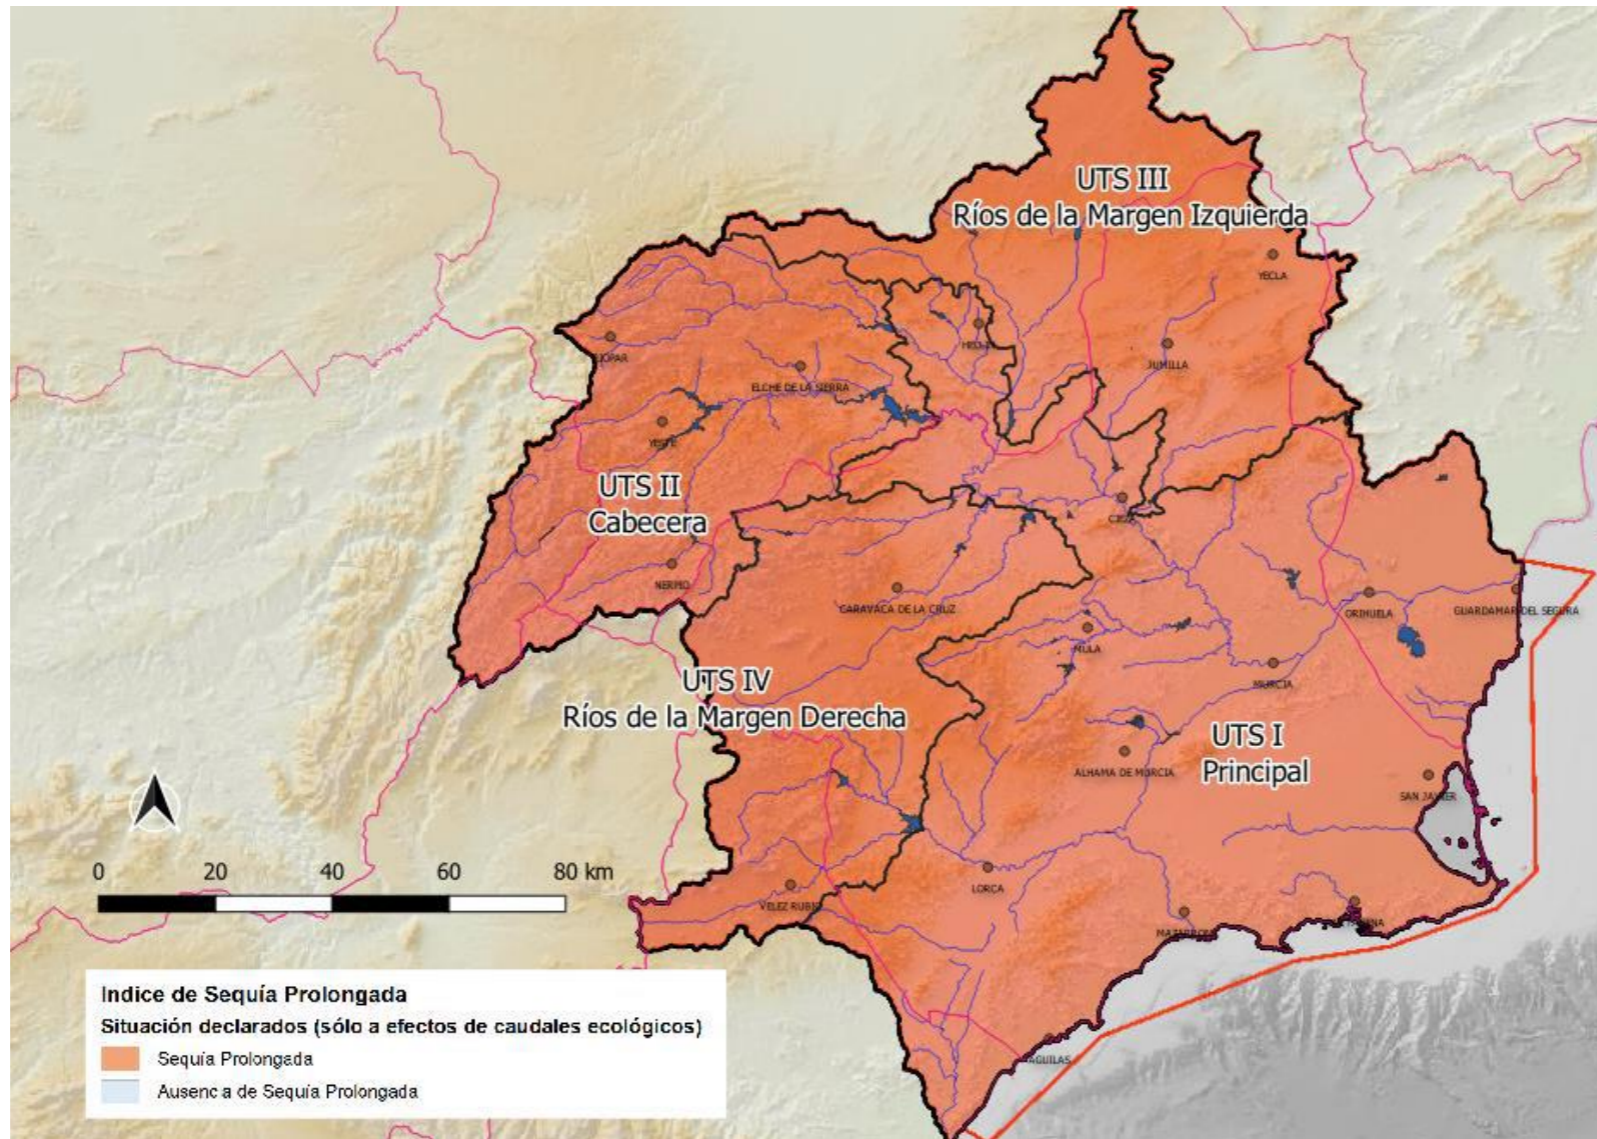 UTS III
Ríos de la Margen Izquierda
YECLA
JUMILLA
ELCHE DE LA SIERRA
YESTE
UTS II
Cabecera
NERPIO
CIEZA
CARAVACA DE LA CRUZ
ORIHUELA
GUARDAMAR DEL SEGURA
MULA
MURCIA
UTS IV
Ríos de la Margen Derecha
UTS I
Principal
ALHAMA DE MURCIA
SAN JAVIER
0 20 40 60 80 km
LORCA
VELEZ RUBIO
MAZARRON
AGUILAS
Indice de Sequía Prolongada
Situación declarados (sólo a efectos de caudales ecológicos)
Sequía Prolongada
Ausencia de Sequía Prolongada